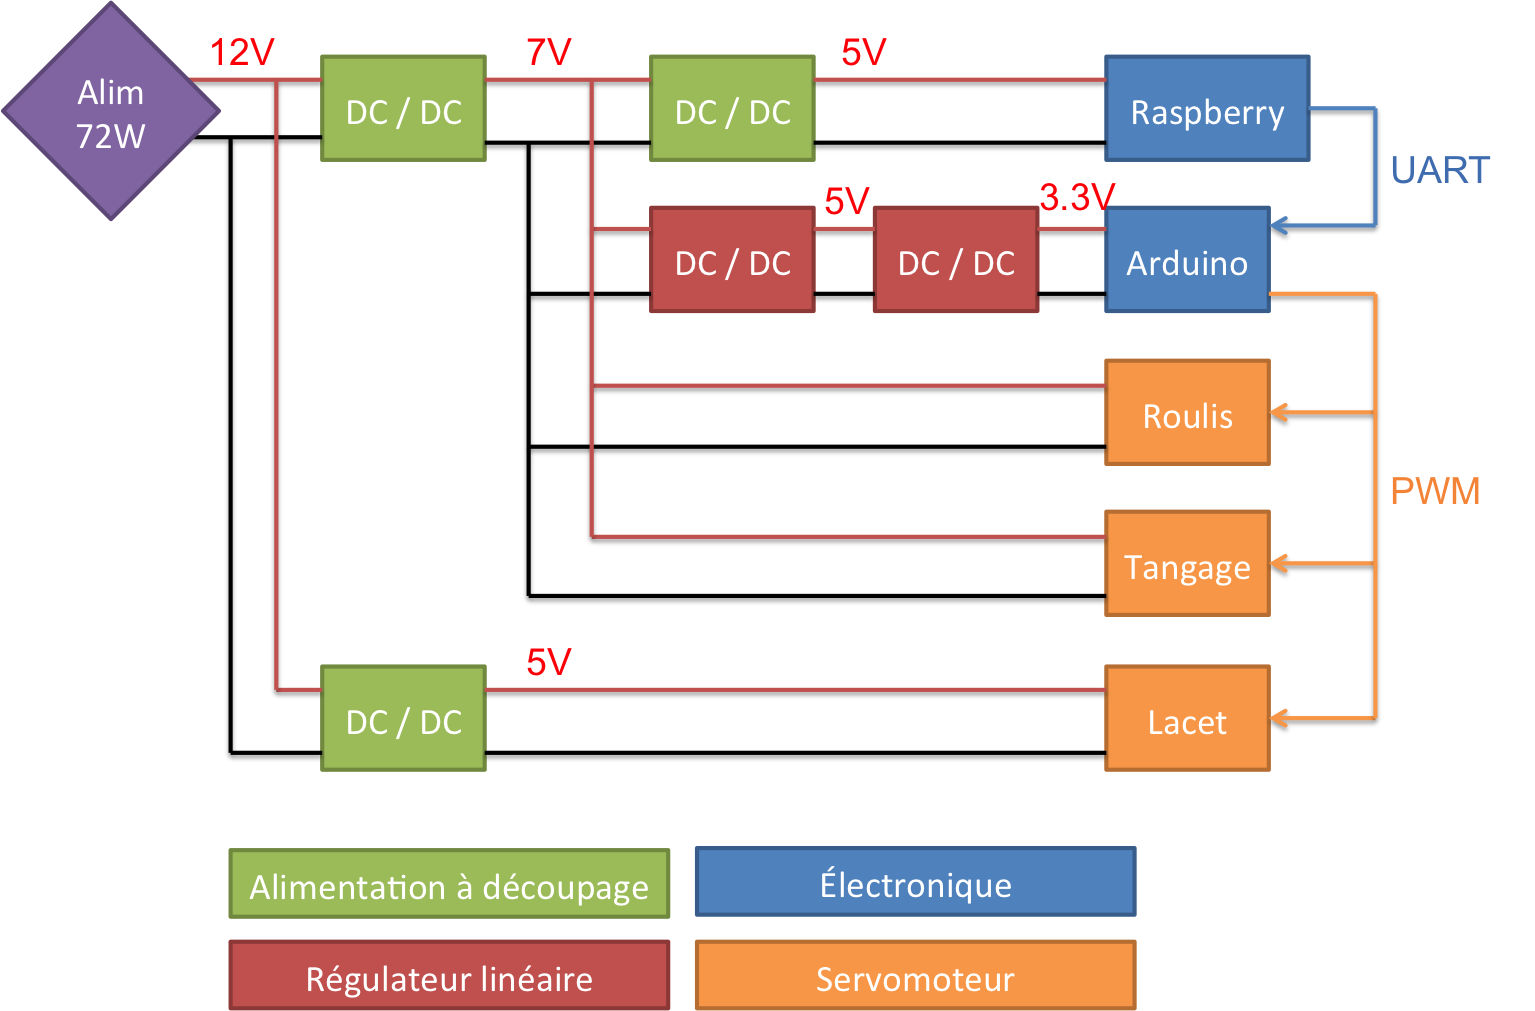 12V
7V
5V
Alim
72W
DC / DC
DC / DC
Raspberry
UART
5V
3.3V
DC / DC
DC / DC
Arduino
Roulis
PWM
Tangage
5V
DC / DC
Lacet
Alimentation à découpage
Électronique
Régulateur linéaire
Servomoteur